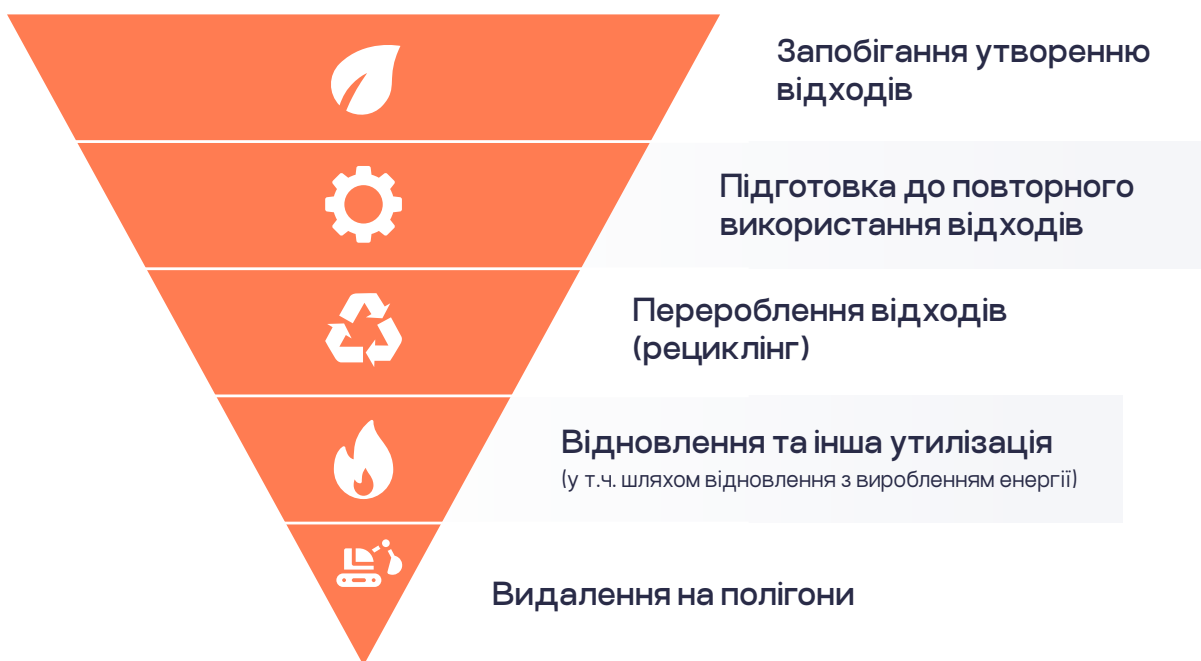 Запобігання утворенню
відходів
Підготовка до повторного
використання відходів
Перероблення відходів
(рециклінг)
Відновлення та інша утилізація
(у т.ч. шляхом відновлення з виробленням енергії)
Видалення на полігони